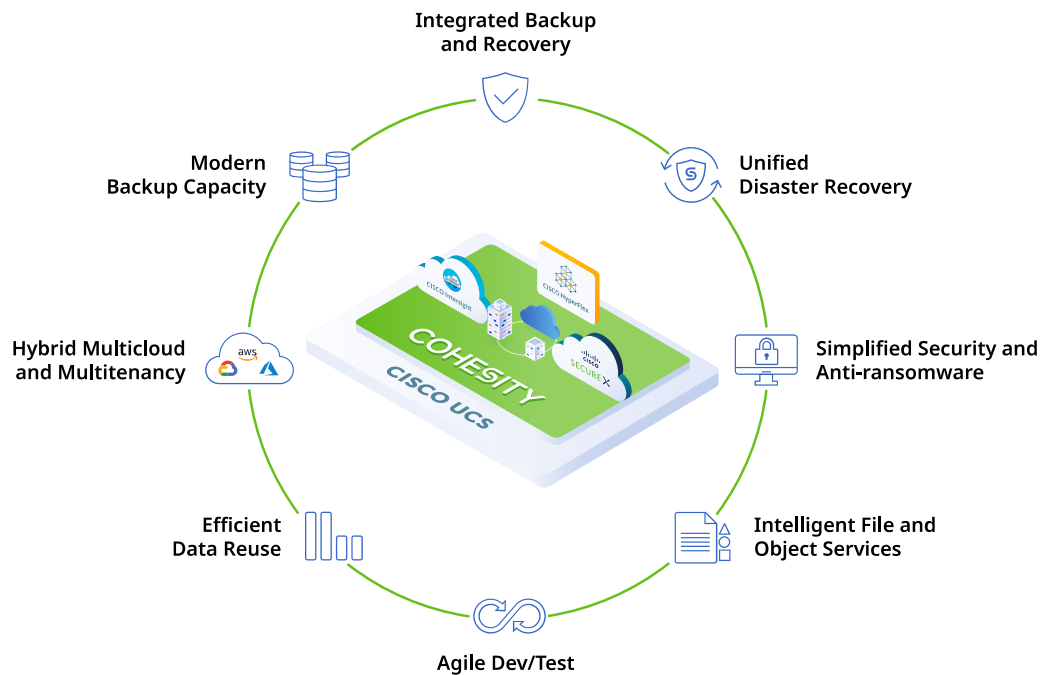 Integrated Backup
and Recovery
Modern
Backup Capacity
Unified
Disaster Recovery
CISCO Intersight
CISCO HyperFlex
COHESITY
CISCO UCS
CISCO
SECUREX
Hybrid Multicloud
and Multitenancy
aws
Simplified Security and
Anti-ransomware
Efficient
Data Reuse
Intelligent File and
Object Services
Agile Dev/Test